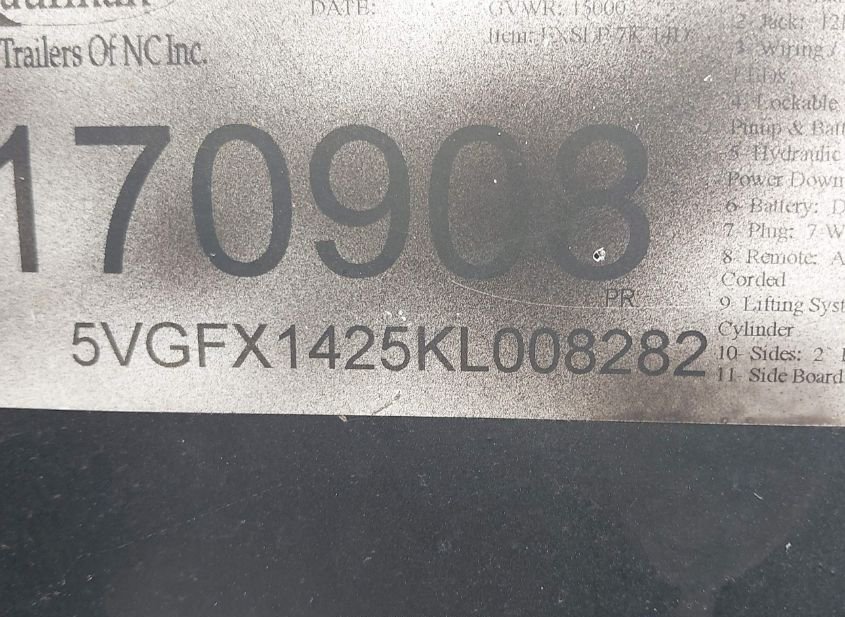 DATE:
GVWR: 15000
Trailers Of NC Inc.
170908
PR
5VGFX1425KL008282
2- Jack: 12
3- Wiring /
4- Lockable
Pinup & Batt
5- Hydraulic
Power Down
6- Battery: D
7- Plug: 7 W
8- Remote: A
Corded
9- Lifting Syst
Cylinder
10- Sides: 2'
11- Side Board